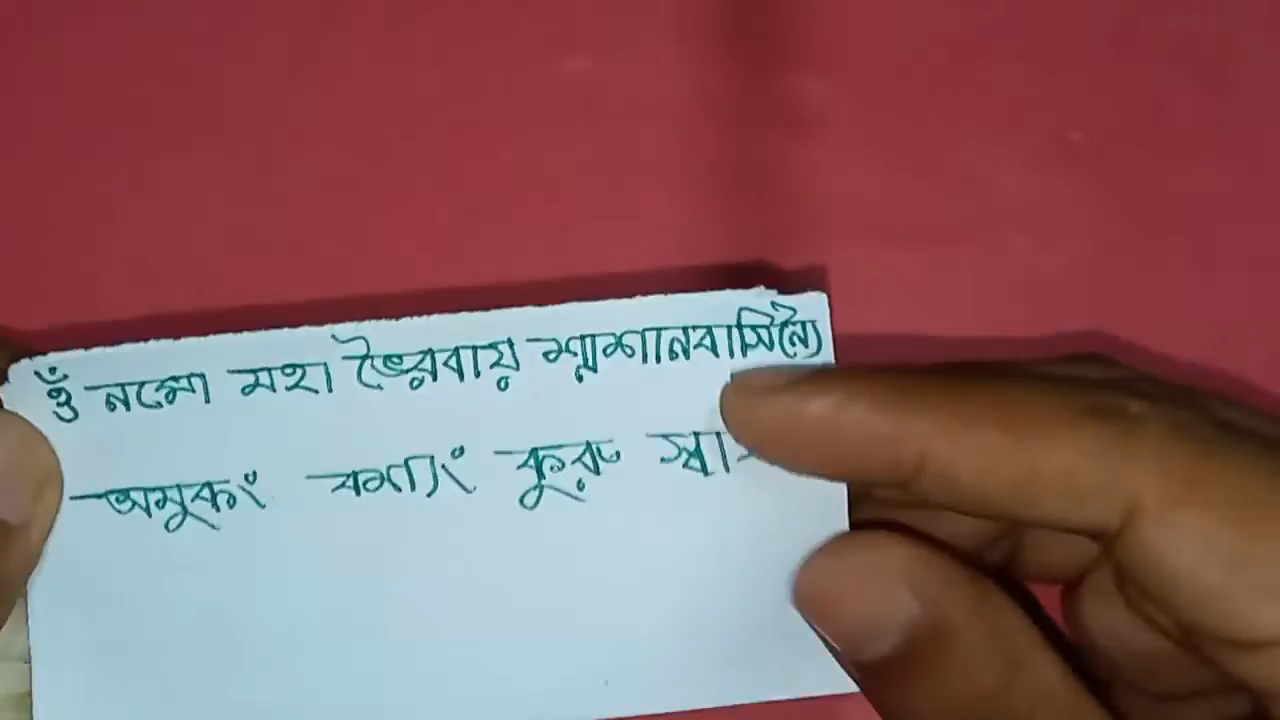 ওঁ নমো মহা ভৈরবায় শ্মশানবাসিন্যৈ
অমুকং বশ্যং কুরু